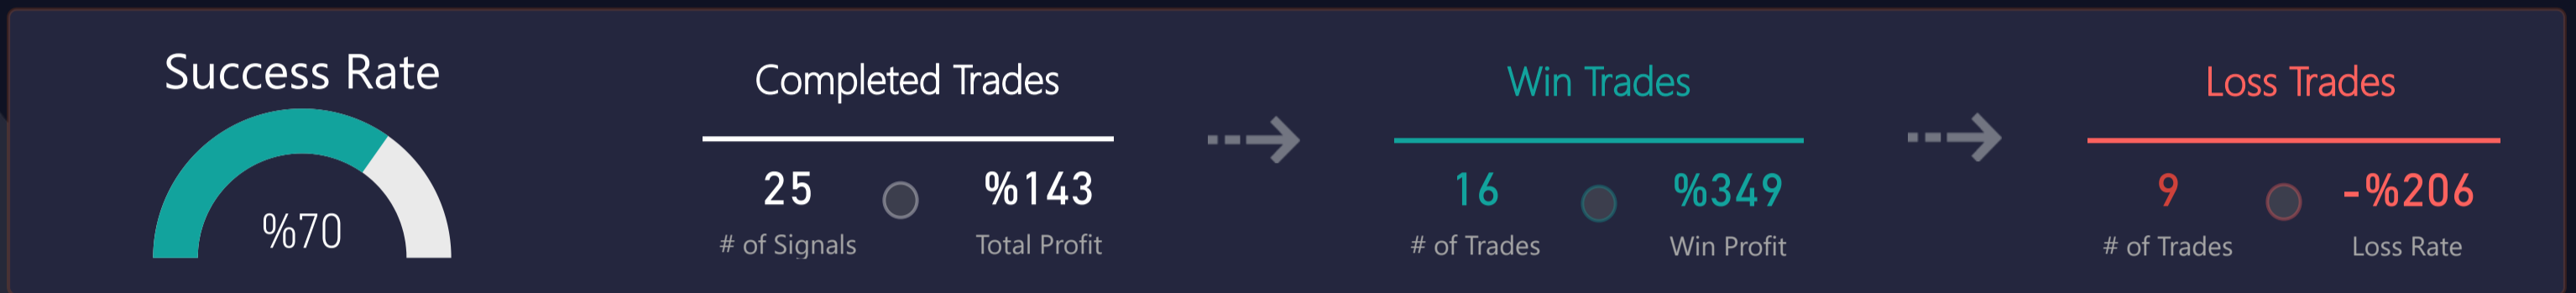 Success Rate
%70
Completed Trades
25 %143
# of Signals Total Profit
Win Trades
16 %349
# of Trades Win Profit
Loss Trades
9 -%206
# of Trades Loss Rate